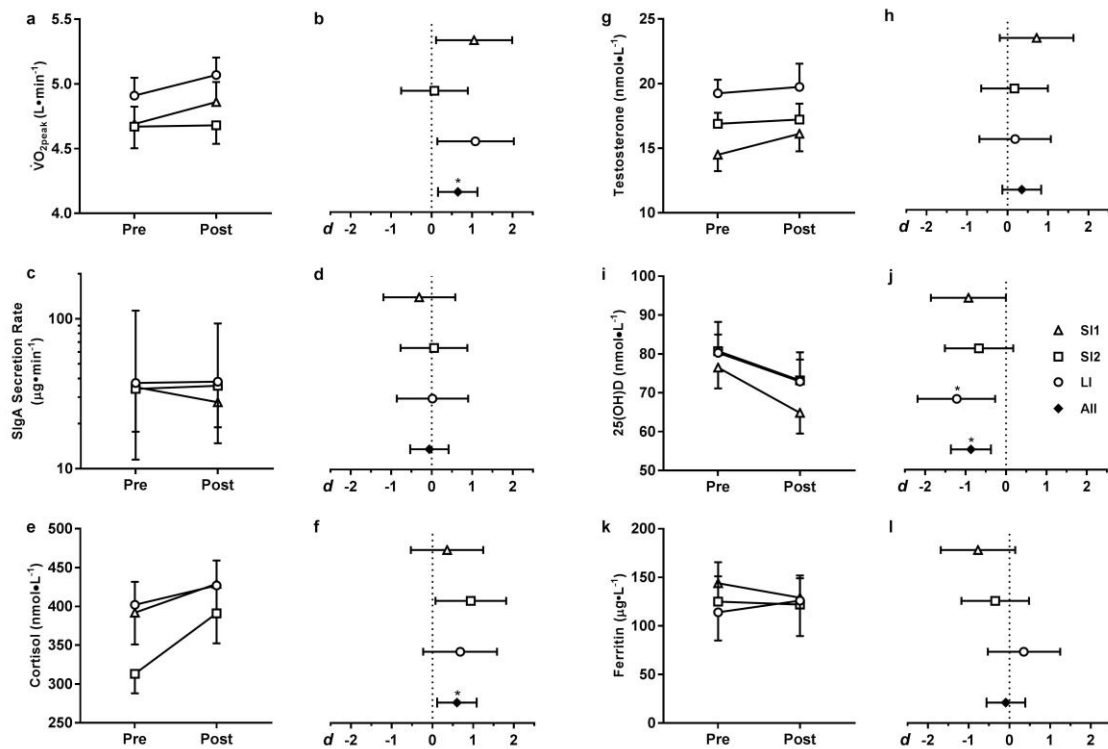 a
5.5
5.0
4.5
4.0
V̇O2peak (L•min⁻¹)
Pre Post
b
*
d -2 -1 0 1 2
g
25
20
15
10
Testosterone (nmol•L⁻¹)
Pre Post
h
d -2 -1 0 1 2
c
100
10
SIgA Secretion Rate
(µg•min⁻¹)
Pre Post
d
d -2 -1 0 1 2
i
100
90
80
70
60
50
25(OH)D (nmol•L⁻¹)
Pre Post
j
*
*
d -2 -1 0 1 2
SI1
SI2
LI
All
e
500
450
400
350
300
250
Cortisol (nmol•L⁻¹)
Pre Post
f
*
d -2 -1 0 1 2
k
200
150
100
50
0
Ferritin (µg•L⁻¹)
Pre Post
l
d -2 -1 0 1 2